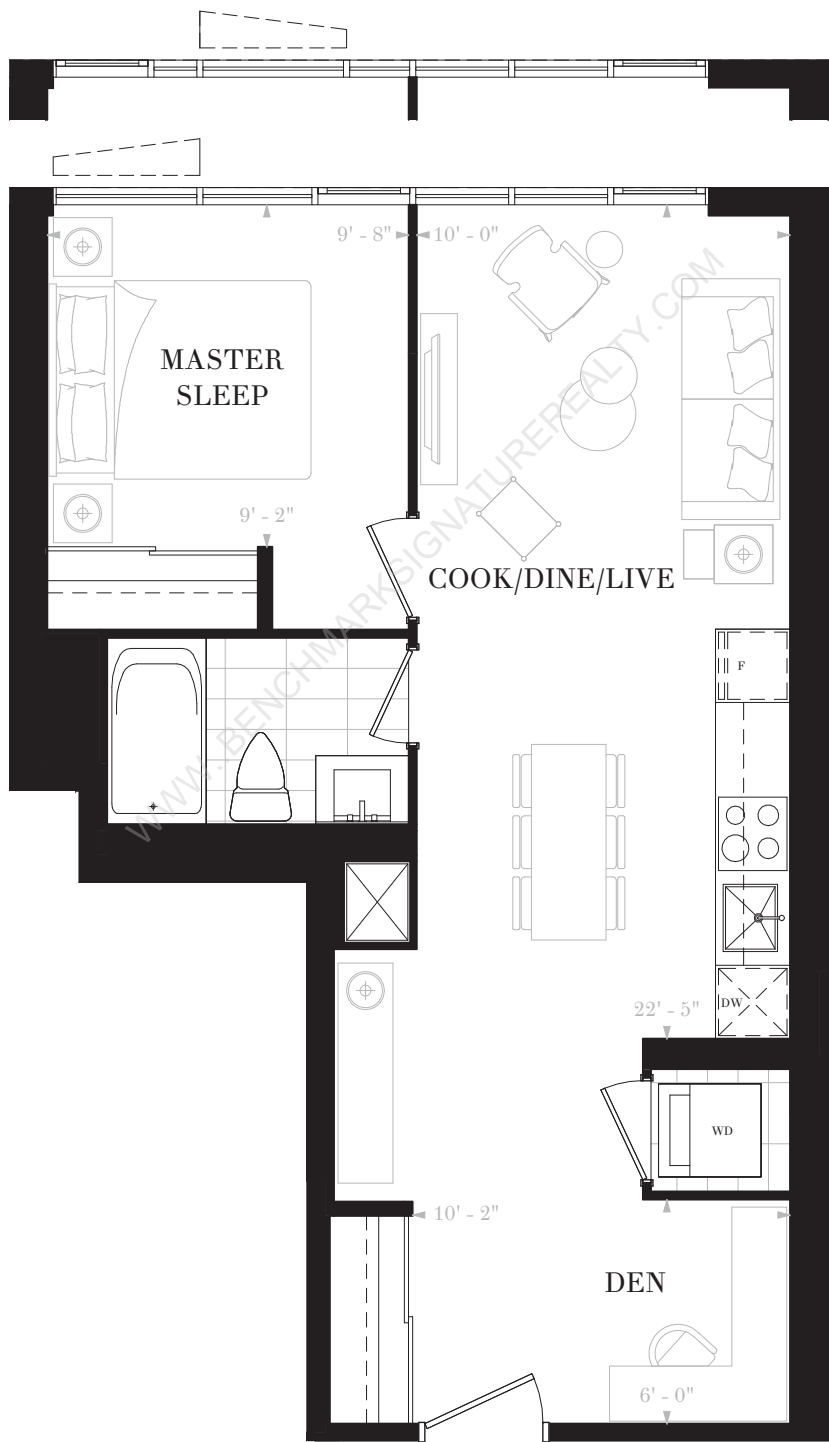 9' - 8"
10' - 0"
MASTER
SLEEP
9' - 2"
COOK/DINE/LIVE
WWW.BENCHMARKSIGNATUREREALTY.COM
F
DW
22' - 5"
WD
10' - 2"
DEN
6' - 0"